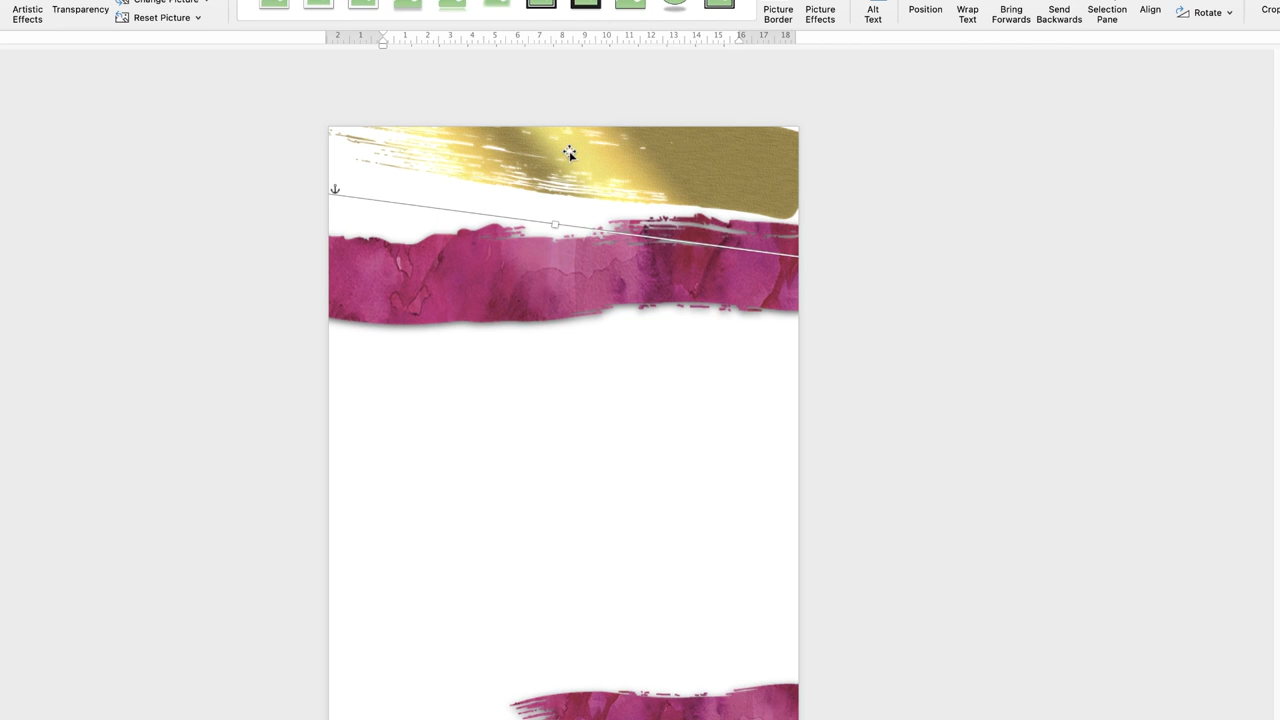 Change Picture
Artistic Effects
Transparency
Reset Picture
Picture Border
Picture Effects
Alt Text
Position
Wrap Text
Bring Forwards
Send Backwards
Selection Pane
Align
Rotate
Crop
2 1 1 2 3 4 5 6 7 8 9 10 11 12 13 14 15 16 17 18